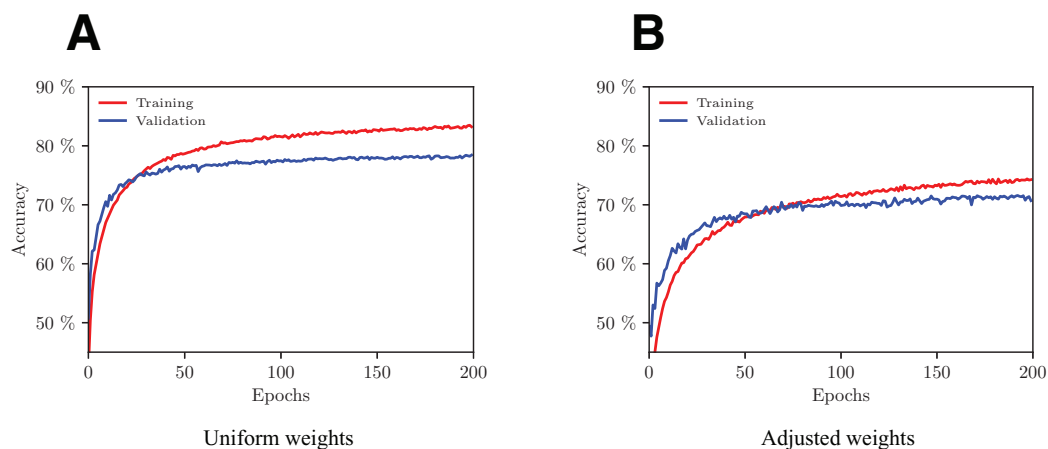 A
90 %
80 %
70 %
60 %
50 %
Accuracy
Training
Validation
0 50 100 150 200
Epochs
Uniform weights
B
90 %
80 %
70 %
60 %
50 %
Accuracy
Training
Validation
0 50 100 150 200
Epochs
Adjusted weights